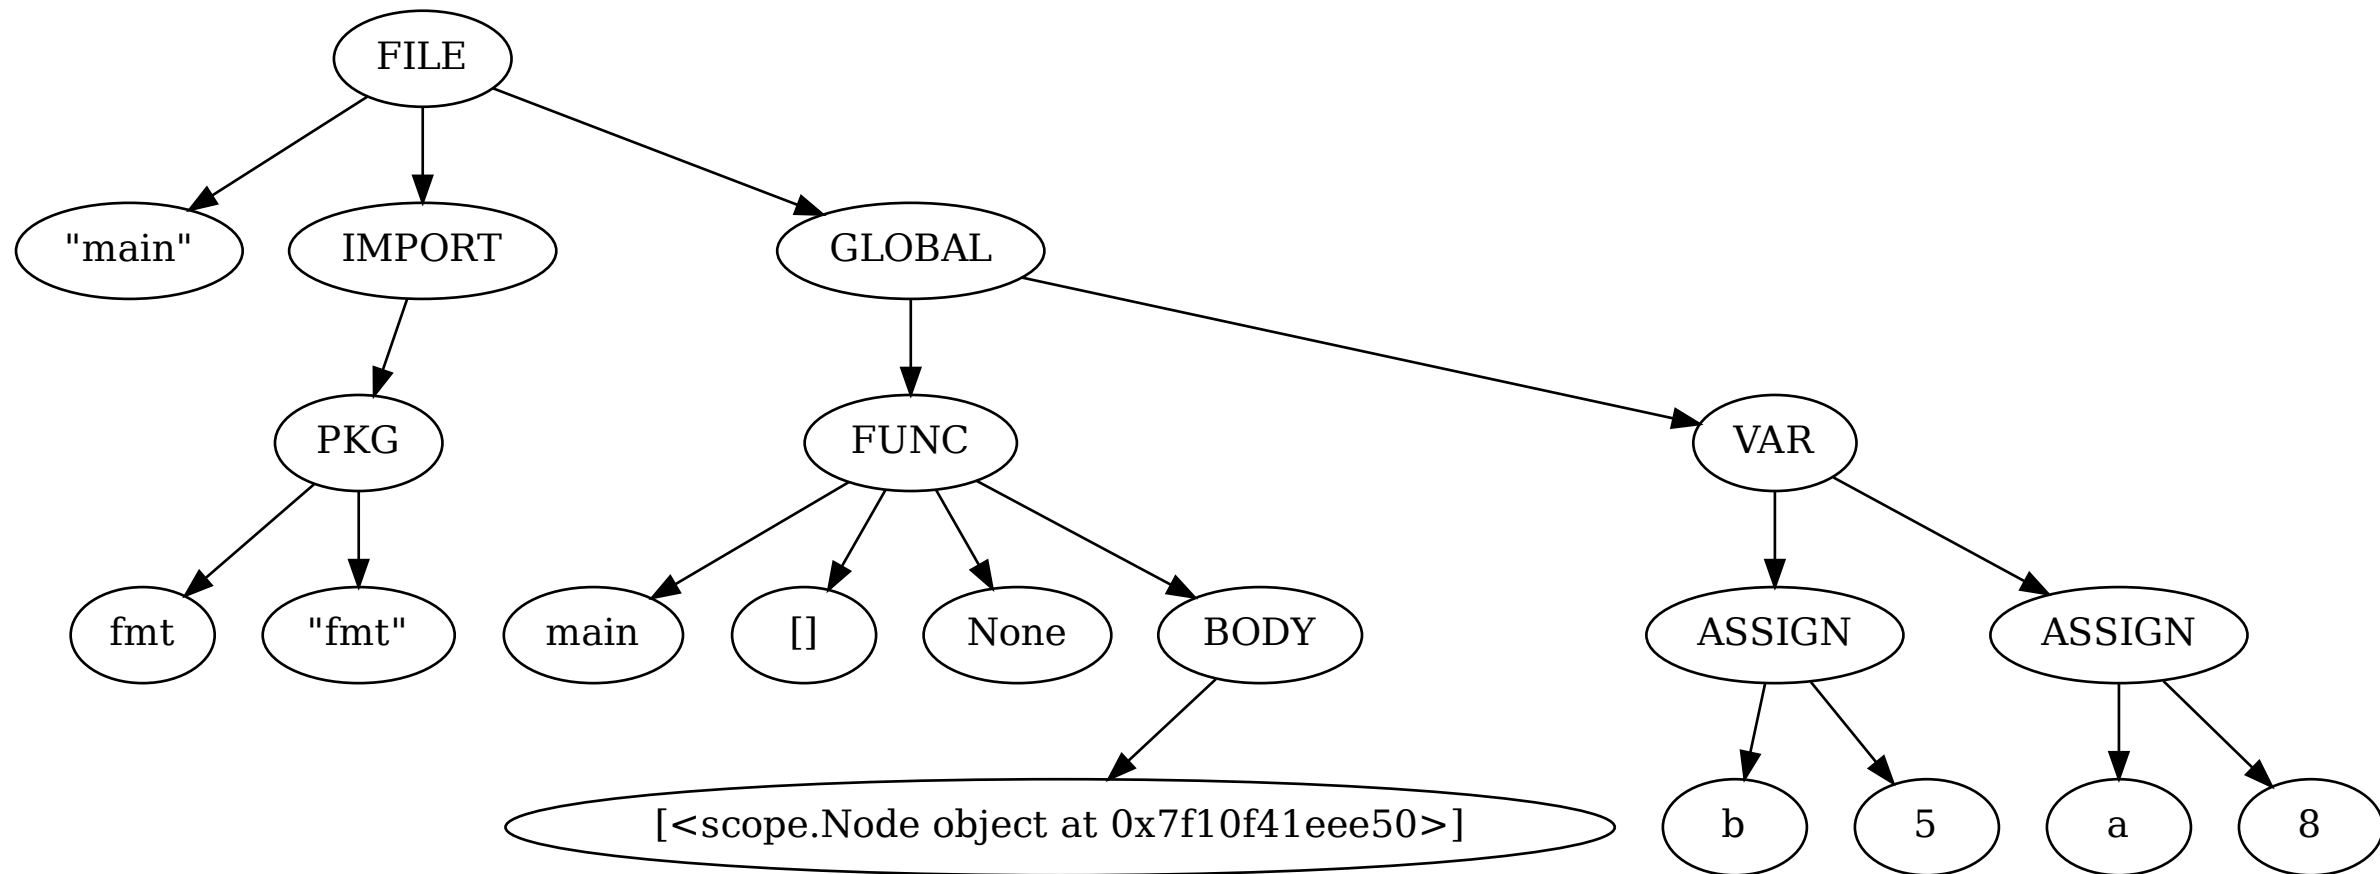 FILE
"main"
IMPORT
GLOBAL
PKG
FUNC
VAR
fmt
"fmt"
main
[]
None
BODY
ASSIGN
ASSIGN
[<scope.Node object at 0x7f10f41eee50>]
b
5
a
8